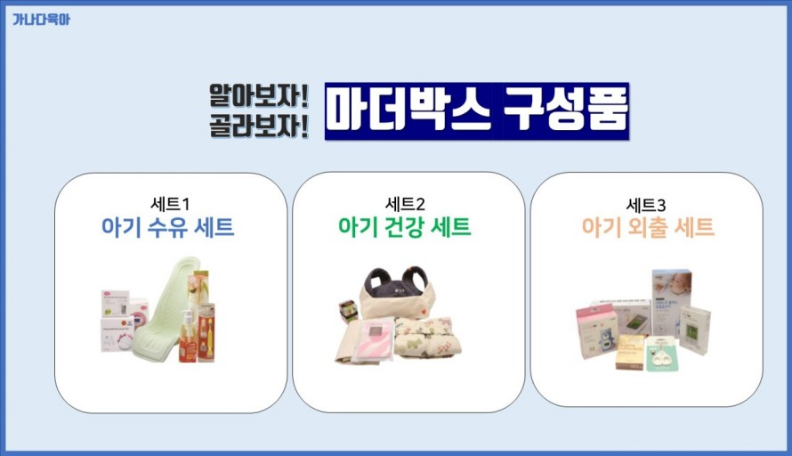 가나다육아
알아보자!
골라보자!
마더박스 구성품
세트1
아기 수유 세트
세트2
아기 건강 세트
세트3
아기 외출 세트